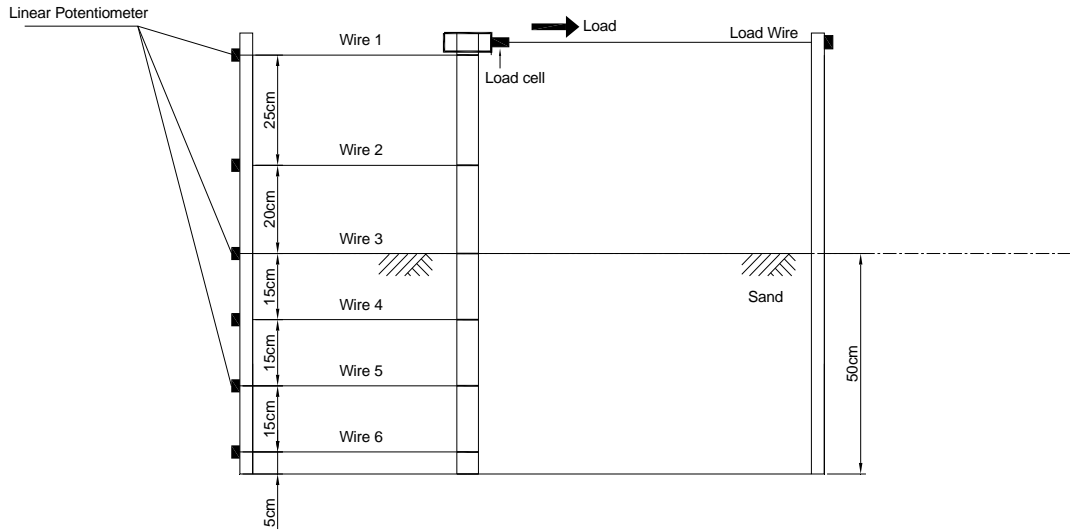 Linear Potentiometer
Wire 1
Load
Load Wire
Load cell
25cm
Wire 2
20cm
Wire 3
15cm
Sand
Wire 4
15cm
50cm
Wire 5
15cm
Wire 6
5cm